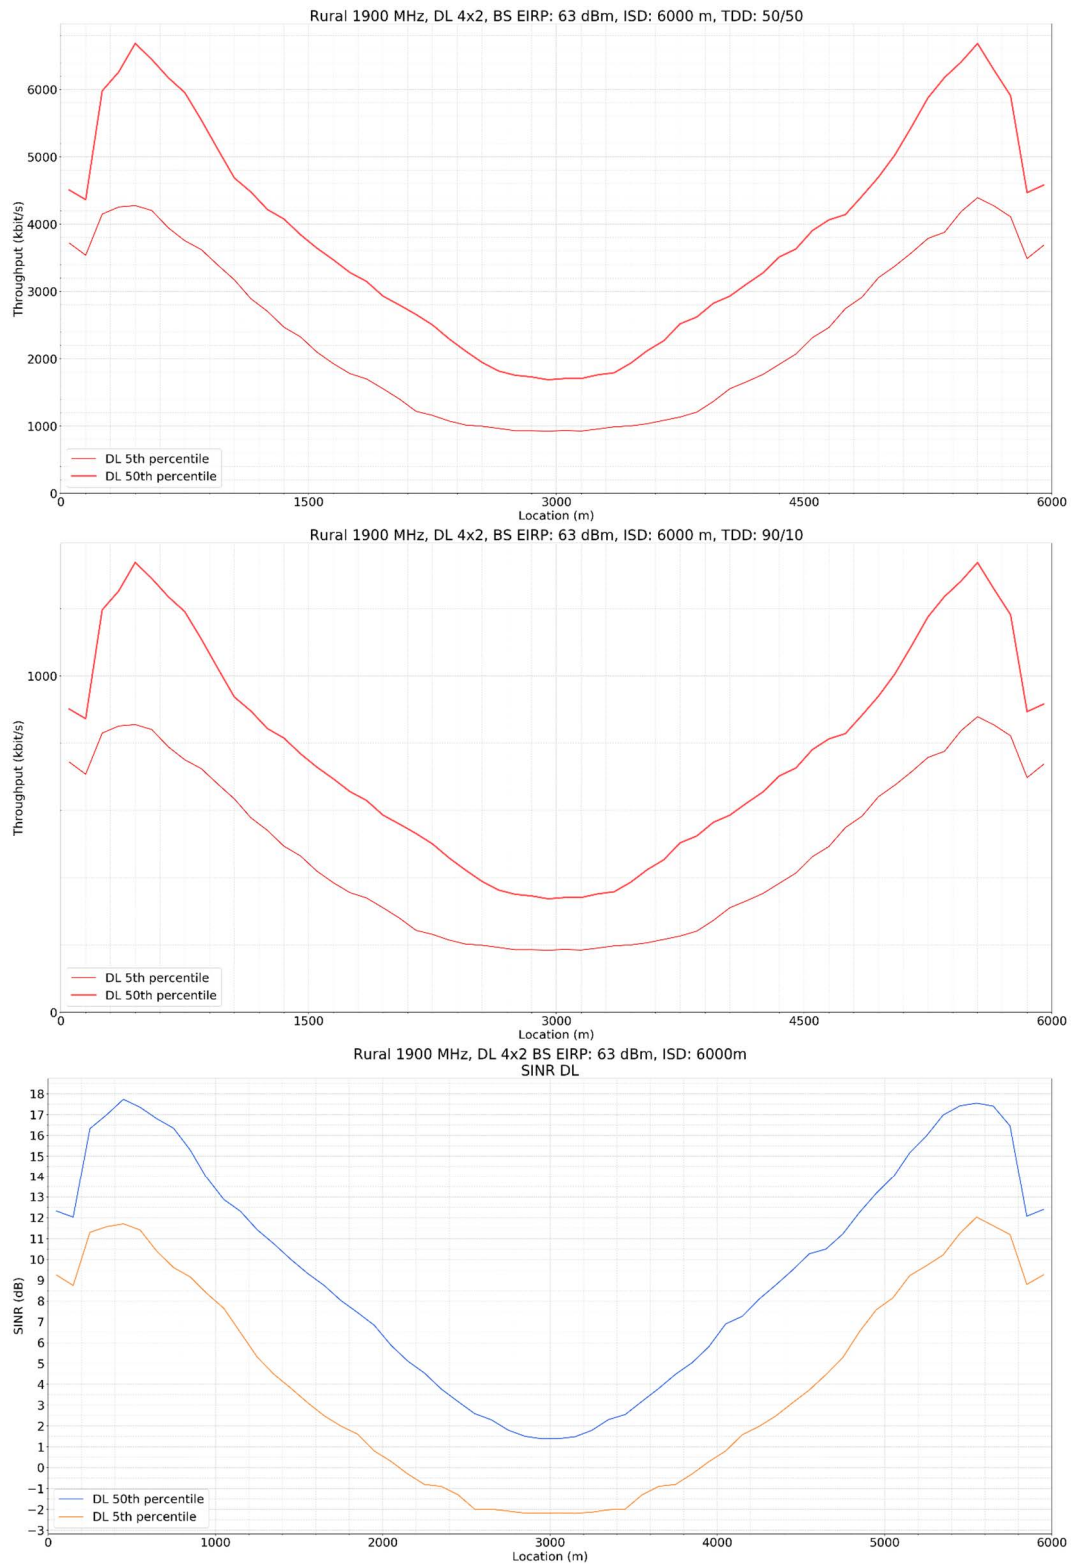 Rural 1900 MHz, DL 4x2, BS EIRP: 63 dBm, ISD: 6000 m, TDD: 50/50
6000
5000
4000
3000
2000
1000
0
Throughput (kbit/s)
DL 5th percentile
DL 50th percentile
0 1500 3000 4500 6000
Location (m)
Rural 1900 MHz, DL 4x2, BS EIRP: 63 dBm, ISD: 6000 m, TDD: 90/10
1000
0
Throughput (kbit/s)
DL 5th percentile
DL 50th percentile
0 1500 3000 4500 6000
Location (m)
Rural 1900 MHz, DL 4x2 BS EIRP: 63 dBm, ISD: 6000m
SINR DL
18
17
16
15
14
13
12
11
10
9
8
7
6
5
4
3
2
1
0
−1
−2
−3
SINR (dB)
DL 50th percentile
DL 5th percentile
0 1000 2000 3000 4000 5000 6000
Location (m)